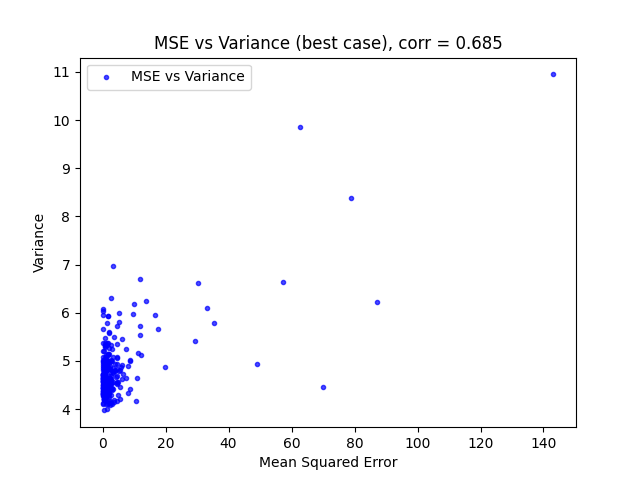 MSE vs Variance (best case), corr = 0.685
MSE vs Variance
11
10
9
8
7
6
5
4
Variance
0 20 40 60 80 100 120 140
Mean Squared Error